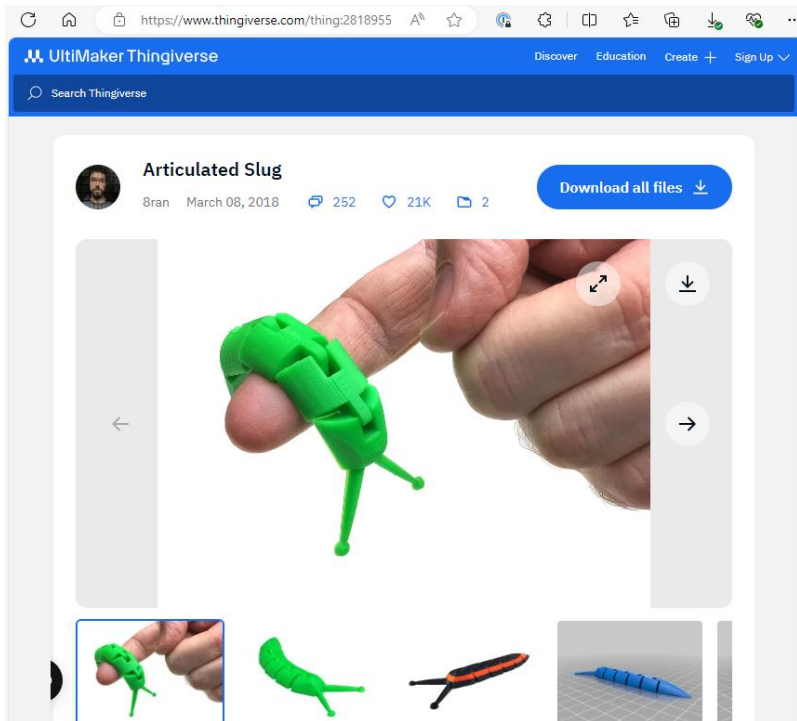 https://www.thingiverse.com/thing:2818955
UltiMaker Thingiverse
Discover Education Create + Sign Up
Search Thingiverse
Articulated Slug
Download all files
8ran March 08, 2018 252 21K 2